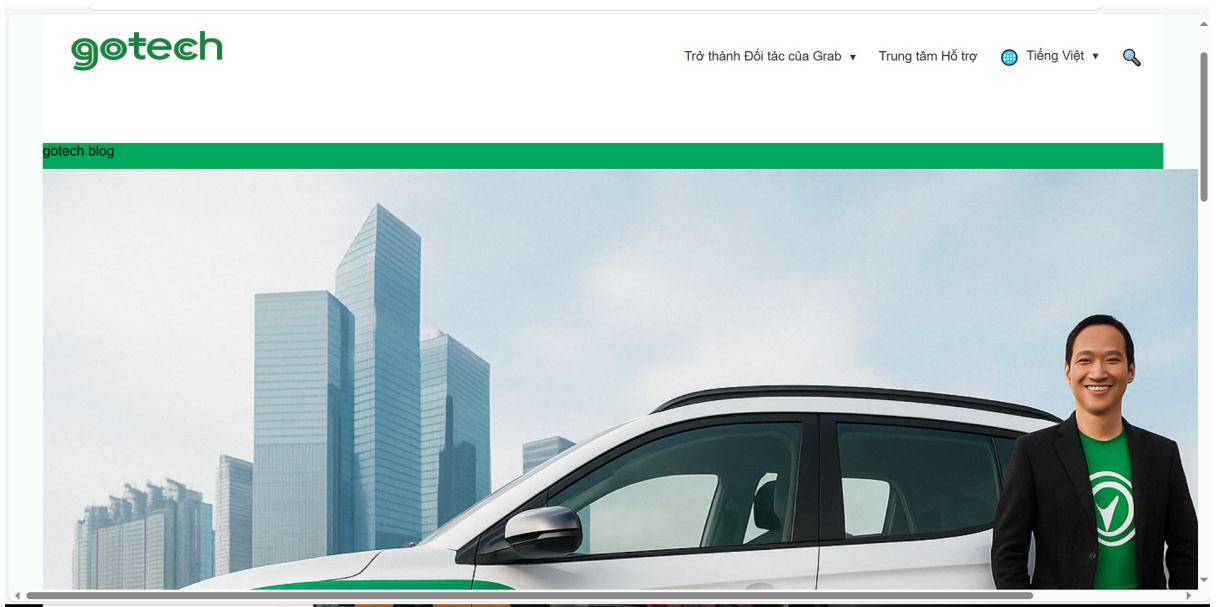 gotech
Trở thành Đối tác của Grab ▼ Trung tâm Hỗ trợ Tiếng Việt ▼
gotech blog